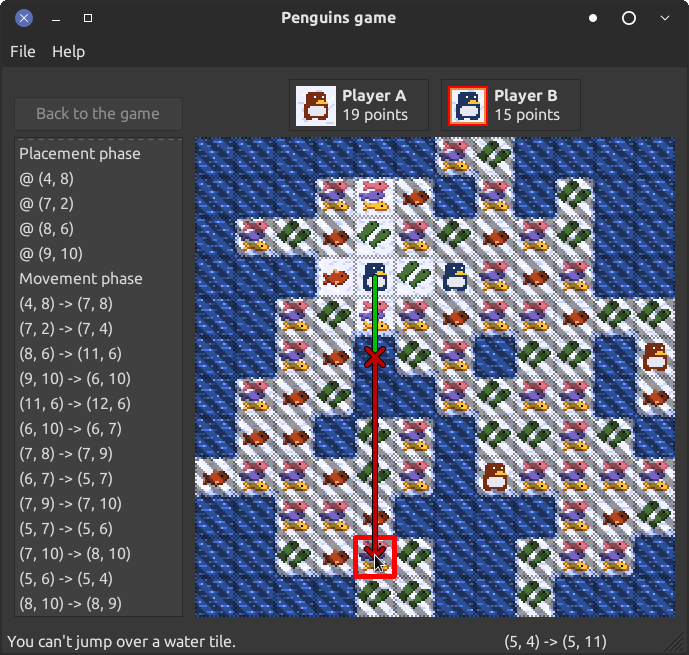 Penguins game
File Help
Back to the game
Player A
19 points
Player B
15 points
Placement phase
@ (4, 8)
@ (7, 2)
@ (8, 6)
@ (9, 10)
Movement phase
(4, 8) -> (7, 8)
(7, 2) -> (7, 4)
(8, 6) -> (11, 6)
(9, 10) -> (6, 10)
(11, 6) -> (12, 6)
(6, 10) -> (6, 7)
(7, 8) -> (7, 9)
(6, 7) -> (5, 7)
(7, 9) -> (7, 10)
(5, 7) -> (5, 6)
(7, 10) -> (8, 10)
(5, 6) -> (5, 4)
(8, 10) -> (8, 9)
You can't jump over a water tile.
(5, 4) -> (5, 11)